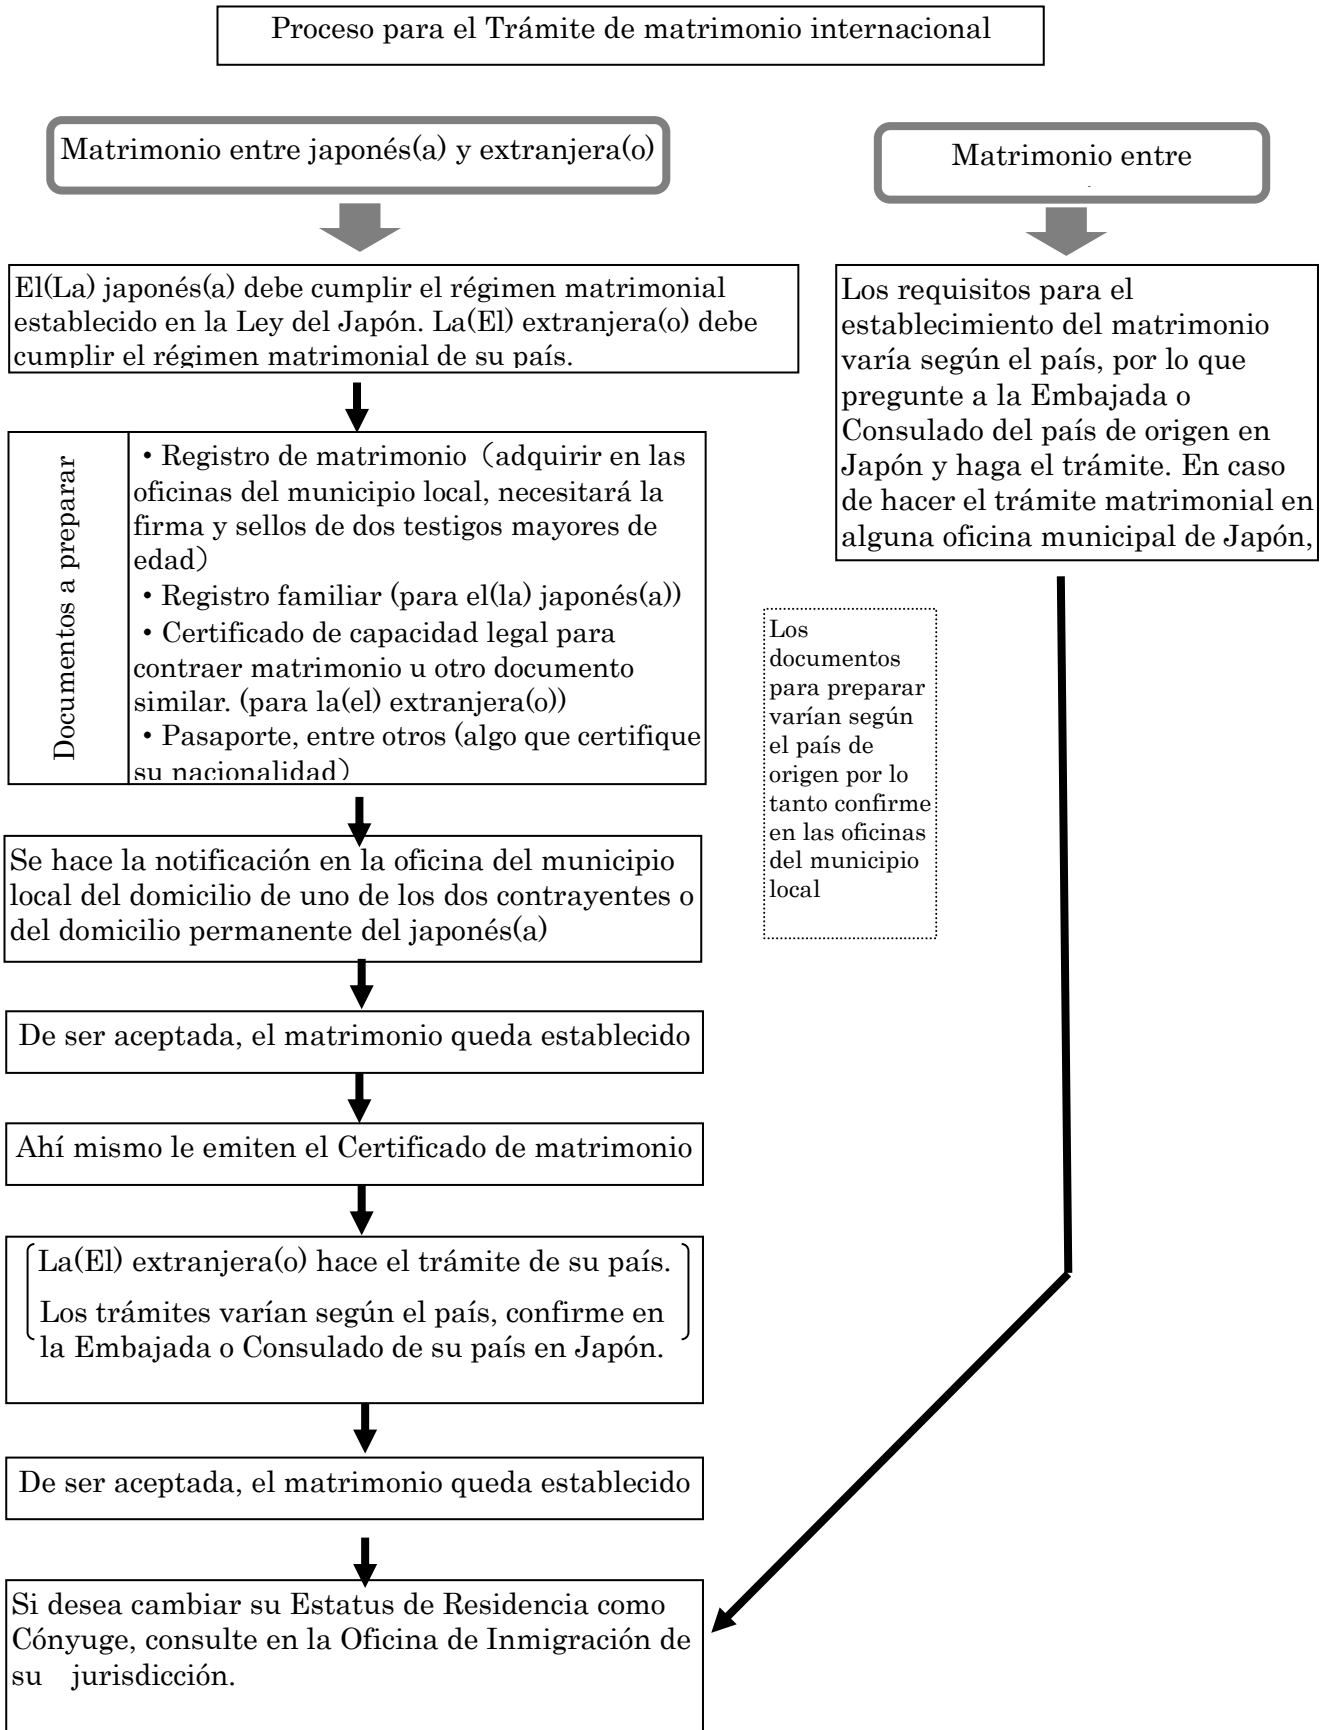 Proceso para el Trámite de matrimonio internacional
Matrimonio entre japonés(a) y extranjera(o)
El(La) japonés(a) debe cumplir el régimen matrimonial
establecido en la Ley del Japón. La(El) extranjera(o) debe
cumplir el régimen matrimonial de su país.
Documentos a preparar
・Registro de matrimonio（adquirir en las
oficinas del municipio local, necesitará la
firma y sellos de dos testigos mayores de
edad）
・Registro familiar (para el(la) japonés(a))
・Certificado de capacidad legal para
contraer matrimonio u otro documento
similar. (para la(el) extranjera(o))
・Pasaporte, entre otros (algo que certifique
su nacionalidad）
Se hace la notificación en la oficina del municipio
local del domicilio de uno de los dos contrayentes o
del domicilio permanente del japonés(a)
De ser aceptada, el matrimonio queda establecido
Ahí mismo le emiten el Certificado de matrimonio
La(El) extranjera(o) hace el trámite de su país.
Los trámites varían según el país, confirme en
la Embajada o Consulado de su país en Japón.
De ser aceptada, el matrimonio queda establecido
Si desea cambiar su Estatus de Residencia como
Cónyuge, consulte en la Oficina de Inmigración de
su jurisdicción.
Matrimonio entre
Los requisitos para el
establecimiento del matrimonio
varía según el país, por lo que
pregunte a la Embajada o
Consulado del país de origen en
Japón y haga el trámite. En caso
de hacer el trámite matrimonial en
alguna oficina municipal de Japón,
Los
documentos
para preparar
varían según
el país de
origen por lo
tanto confirme
en las oficinas
del municipio
local